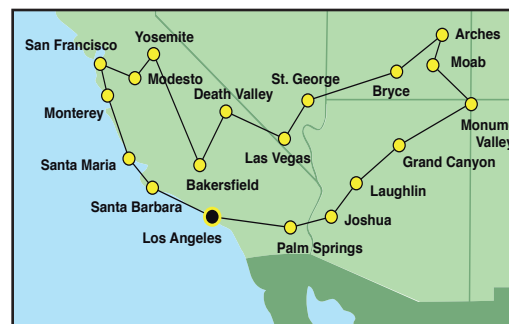 Arches
Yosemite
San Francisco
Moab
St. George
Modesto
Bryce
Death Valley
Monterey
Monum
Valley
Las Vegas
Grand Canyon
Santa Maria
Bakersfield
Laughlin
Santa Barbara
Joshua
Los Angeles
Palm Springs